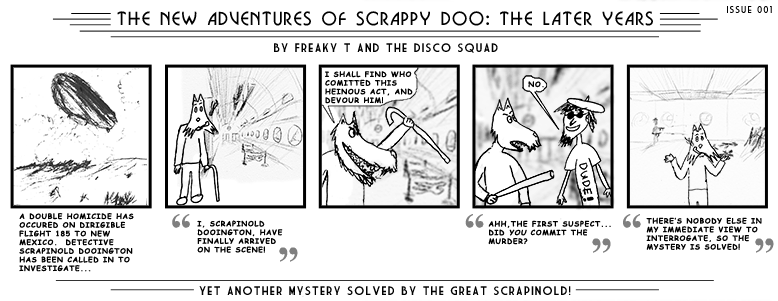 ISSUE 001
THE NEW ADVENTURES OF SCRAPPY DOO: THE LATER YEARS
BY FREAKY T AND THE DISCO SQUAD
A DOUBLE HOMICIDE HAS
OCCURED ON DIRIGIBLE
FLIGHT 185 TO NEW
MEXICO. DETECTIVE
SCRAPINOLD DOOINGTON
HAS BEEN CALLED IN TO
INVESTIGATE...
“ I, SCRAPINOLD
DOOINGTON, HAVE
FINALLY ARRIVED
ON THE SCENE! ”
I SHALL FIND WHO
COMITTED THIS
HEINOUS ACT, AND
DEVOUR HIM!
NO.
DUDE!
“ AHH,THE FIRST SUSPECT...
DID YOU COMMIT THE
MURDER? ”
“ THERE'S NOBODY ELSE IN
MY IMMEDIATE VIEW TO
INTERROGATE, SO THE
MYSTERY IS SOLVED! ”
YET ANOTHER MYSTERY SOLVED BY THE GREAT SCRAPINOLD!